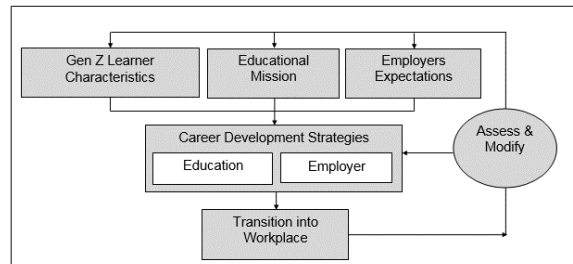 Gen Z Learner
Characteristics
Educational
Mission
Employers
Expectations
Career Development Strategies
Education
Employer
Assess &
Modify
Transition into
Workplace